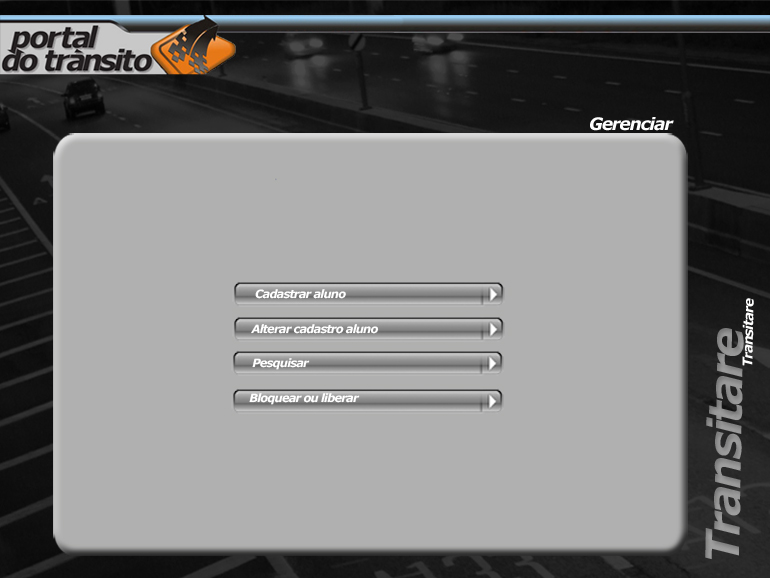 portal
do trânsito
Gerenciar
Cadastrar aluno
Alterar cadastro aluno
Pesquisar
Bloquear ou liberar
Transitare
Transitare